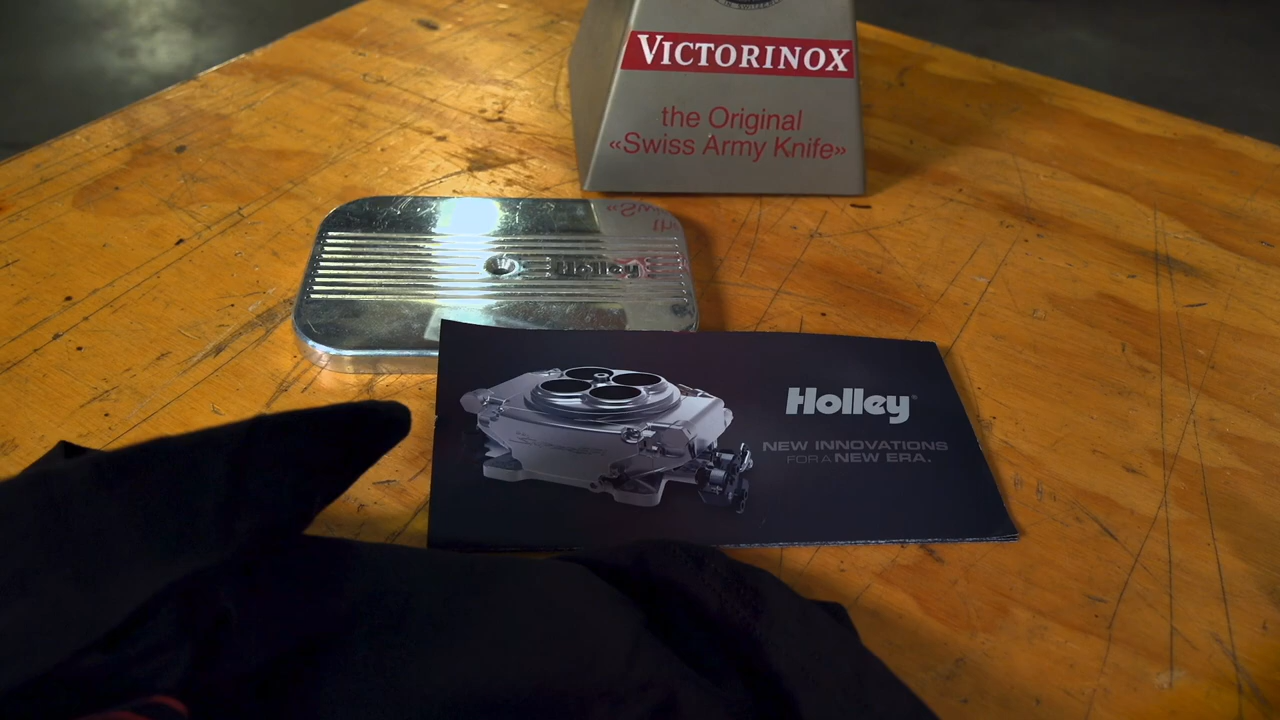 VICTORINOX
the Original
«Swiss Army Knife»
Holley
Holley®
NEW INNOVATIONS
FOR A NEW ERA.